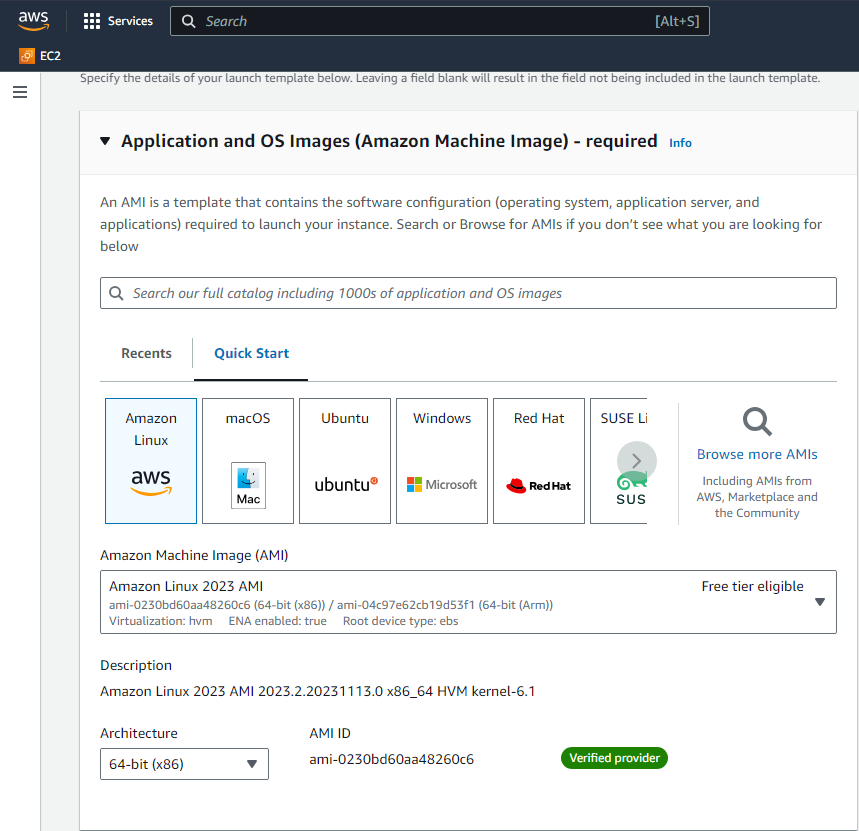 aws
Services
Search
[Alt+S]
EC2
Specify the details of your launch template below. Leaving a field blank will result in the field not being included in the launch template.
Application and OS Images (Amazon Machine Image) - required Info
An AMI is a template that contains the software configuration (operating system, application server, and
applications) required to launch your instance. Search or Browse for AMIs if you don’t see what you are looking for
below
Search our full catalog including 1000s of application and OS images
Recents
Quick Start
Amazon
Linux
aws
macOS
Mac
Ubuntu
ubuntu
Windows
Microsoft
Red Hat
Red Hat
SUSE Li
SUS
Browse more AMIs
Including AMIs from
AWS, Marketplace and
the Community
Amazon Machine Image (AMI)
Amazon Linux 2023 AMI
Free tier eligible
ami-0230bd60aa48260c6 (64-bit (x86)) / ami-04c97e62cb19d53f1 (64-bit (Arm))
Virtualization: hvm ENA enabled: true Root device type: ebs
Description
Amazon Linux 2023 AMI 2023.2.20231113.0 x86_64 HVM kernel-6.1
Architecture
AMI ID
64-bit (x86)
ami-0230bd60aa48260c6
Verified provider